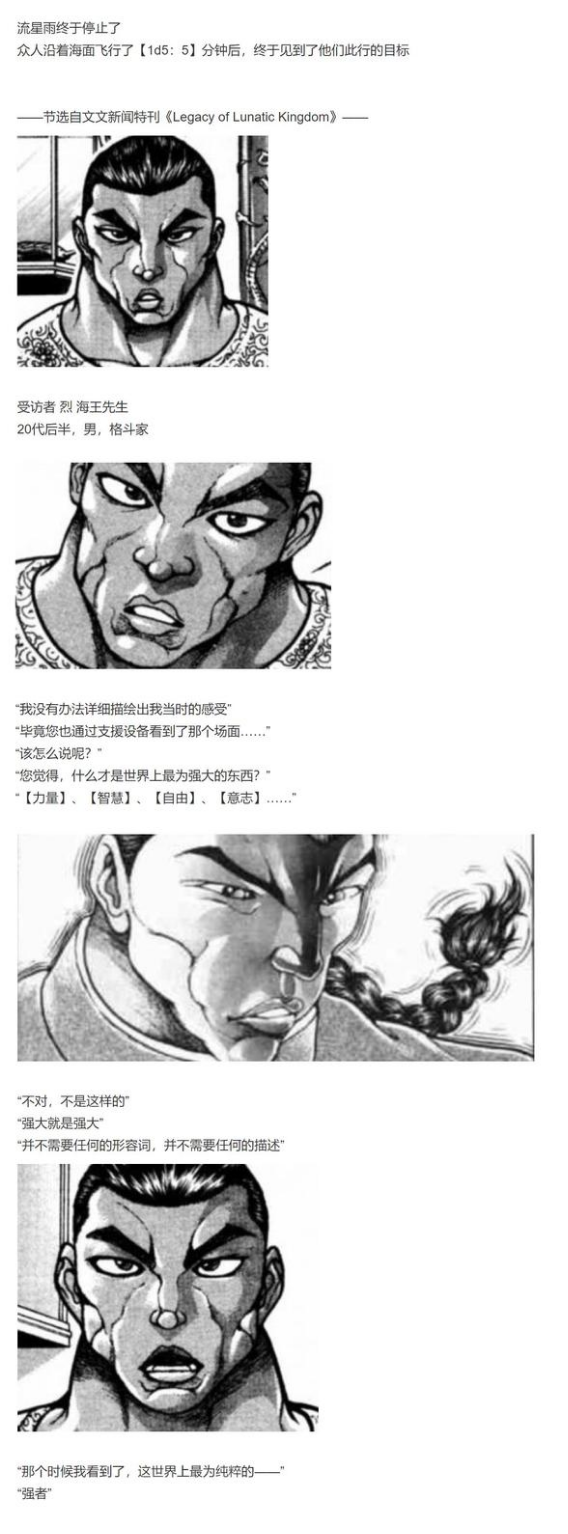 流星雨终于停止了
众人沿着海面飞行了【1d5：5】分钟后，终于见到了他们此行的目标
——节选自文文新闻特刊《Legacy of Lunatic Kingdom》——
受访者 烈 海王先生
20代后半，男，格斗家
“我没有办法详细描绘出我当时的感受”
“毕竟您也通过支援设备看到了那个场面……”
“该怎么说呢？”
“您觉得，什么才是世界上最为强大的东西？”
“【力量】、【智慧】、【自由】、【意志】……”
“不对，不是这样的”
“强大就是强大”
“并不需要任何的形容词，并不需要任何的描述”
“那个时候我看到了，这世界上最为纯粹的——”
“强者”